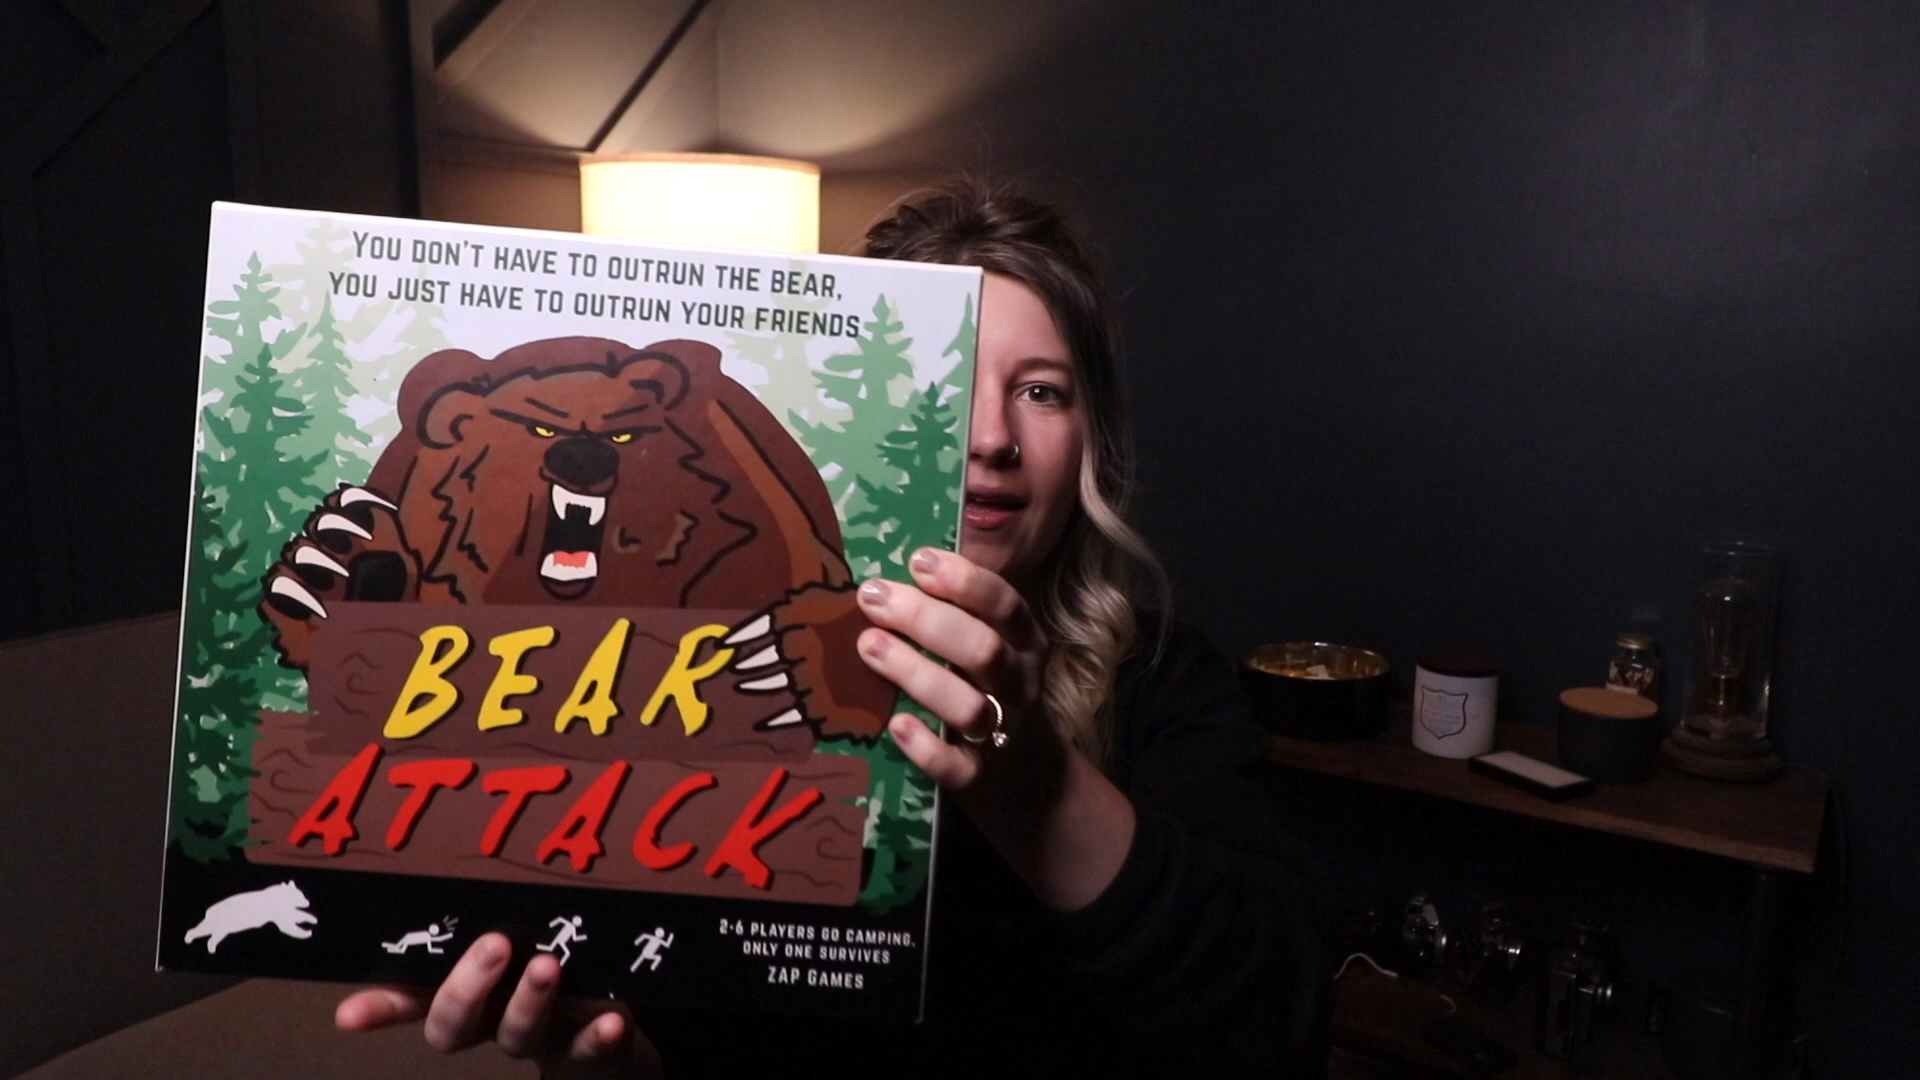 YOU DON'T HAVE TO OUTRUN THE BEAR,
YOU JUST HAVE TO OUTRUN YOUR FRIENDS
BEAR
ATTACK
2-6 PLAYERS GO CAMPING,
ONLY ONE SURVIVES
ZAP GAMES